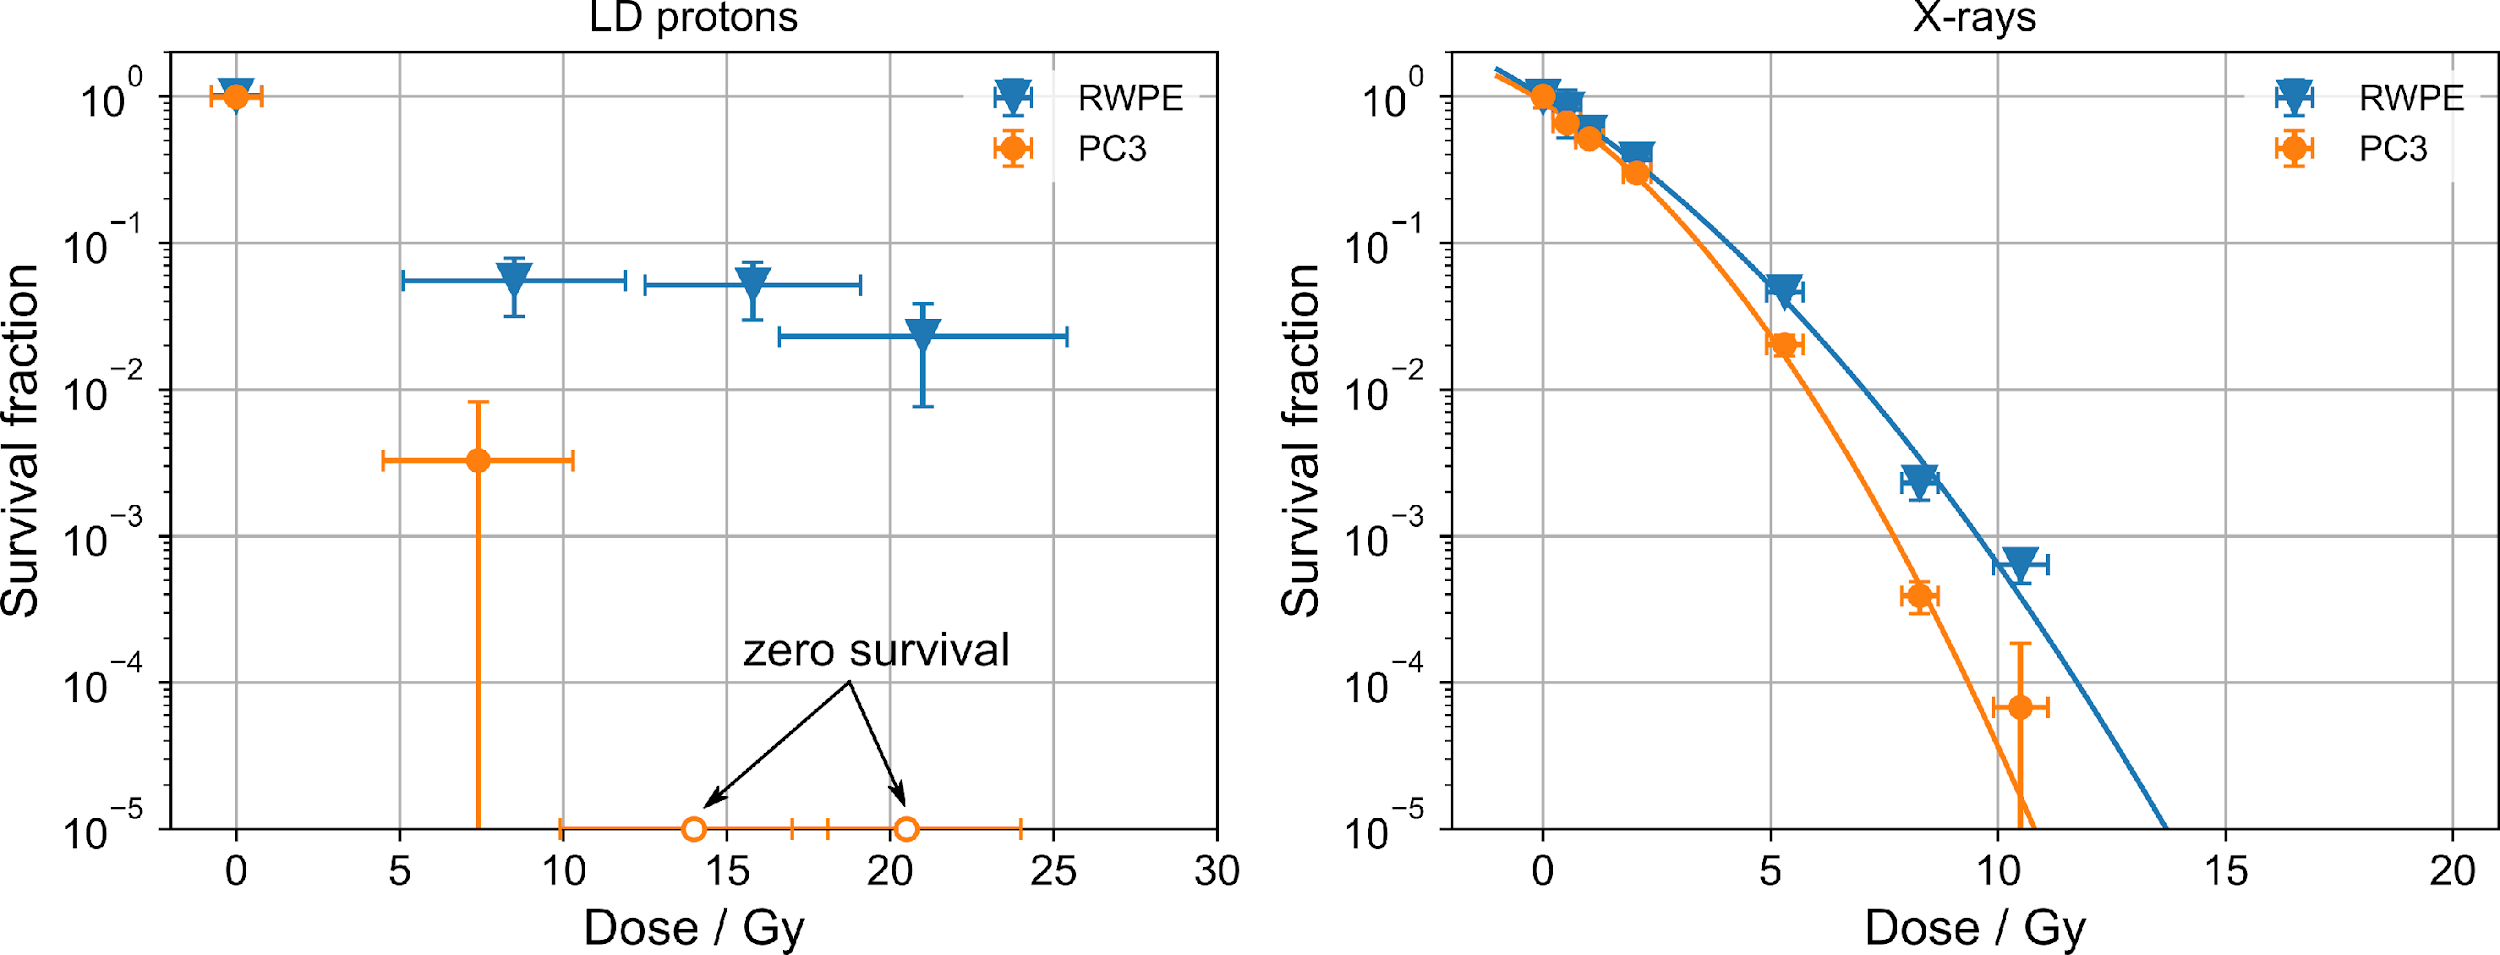 LD protons
Survival fraction
10^0
10^−1
10^−2
10^−3
10^−4
10^−5
RWPE
PC3
zero survival
0 5 10 15 20 25 30
Dose / Gy
X-rays
Survival fraction
10^0
10^−1
10^−2
10^−3
10^−4
10^−5
RWPE
PC3
0 5 10 15 20
Dose / Gy